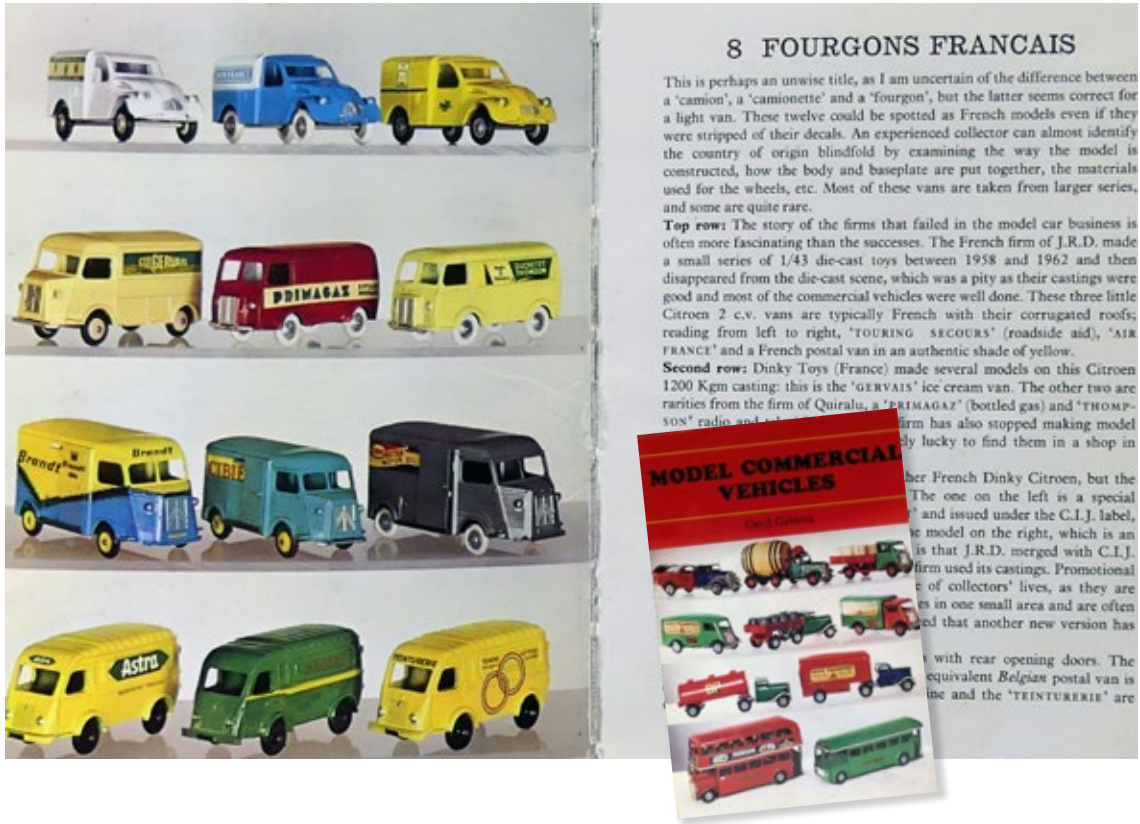 AIR FRANCE
GERVAIS
PRIMAGAZ
Brandt
Brandt
Brandt
CIBIE
Astra
TEINTURERIE
8 FOURGONS FRANCAIS
This is perhaps an unwise title, as I am uncertain of the difference between
a 'camion', a 'camionette' and a 'fourgon', but the latter seems correct for
a light van. These twelve could be spotted as French models even if they
were stripped of their decals. An experienced collector can almost identify
the country of origin blindfold by examining the way the model is
constructed, how the body and baseplate are put together, the materials
used for the wheels, etc. Most of these vans are taken from larger series,
and some are quite rare.
Top row: The story of the firms that failed in the model car business is
often more fascinating than the successes. The French firm of J.R.D. made
a small series of 1/43 die-cast toys between 1958 and 1962 and then
disappeared from the die-cast scene, which was a pity as their castings were
good and most of the commercial vehicles were well done. These three little
Citroen 2 c.v. vans are typically French with their corrugated roofs;
reading from left to right, 'TOURING SECOURS' (roadside aid), 'AIR
FRANCE' and a French postal van in an authentic shade of yellow.
Second row: Dinky Toys (France) made several models on this Citroen
1200 Kgm casting: this is the 'GERVAIS' ice cream van. The other two are
rarities from the firm of Quiralu, a 'PRIMAGAZ' (bottled gas) and 'THOMP-
SON' radio and
firm has also stopped making model
ly lucky to find them in a shop in
her French Dinky Citroen, but the
The one on the left is a special
' and issued under the C.I.J. label,
e model on the right, which is an
is that J.R.D. merged with C.I.J.
firm used its castings. Promotional
e of collectors' lives, as they are
es in one small area and are often
ed that another new version has
s with rear opening doors. The
equivalent Belgian postal van is
ine and the 'TEINTURERIE' are
MODEL COMMERCIAL
VEHICLES
Cecil Gibson